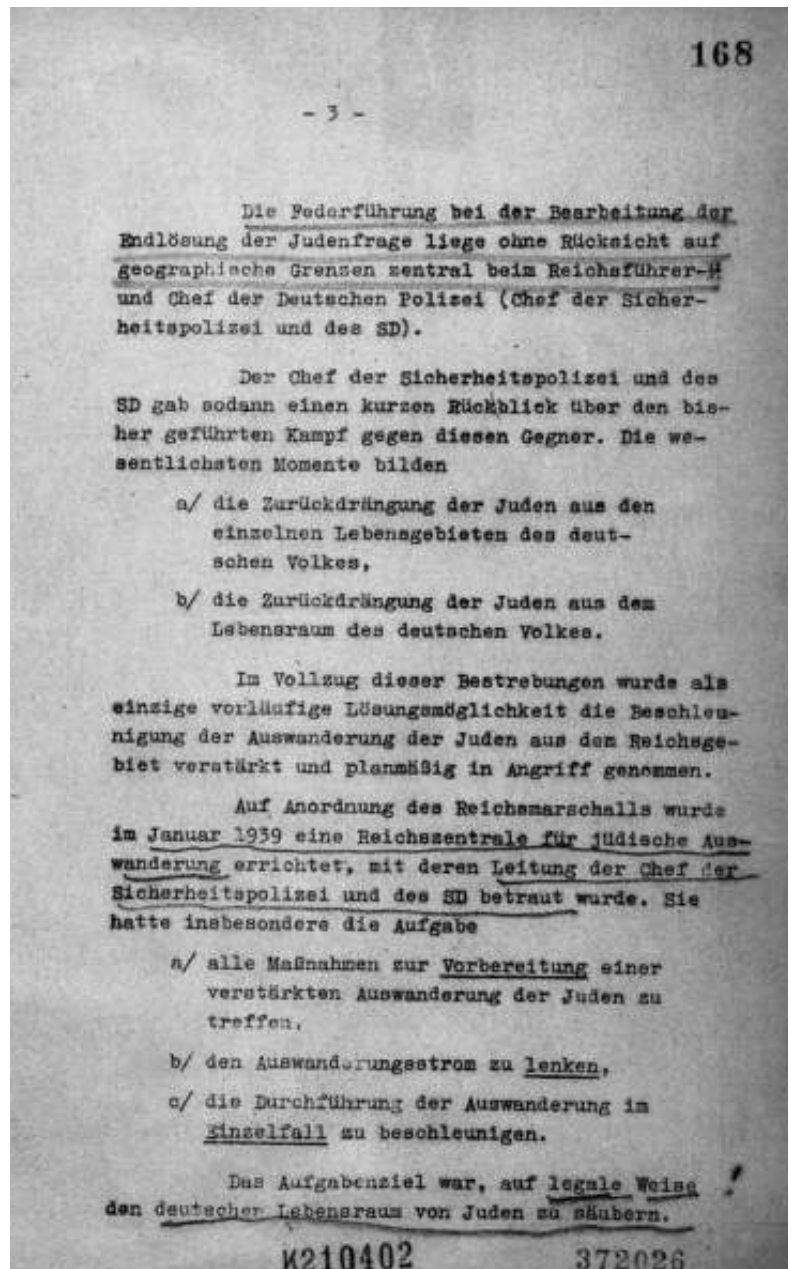 168
- 3 -
Die Federführung bei der Bearbeitung der
Endlösung der Judenfrage liege ohne Rücksicht auf
geographische Grenzen zentral beim Reichsführer-SS
und Chef der Deutschen Polizei (Chef der Sicher-
heitspolizei und des SD).
Der Chef der Sicherheitspolizei und des
SD gab sodann einen kurzen Rückblick über den bis-
her geführten Kampf gegen diesen Gegner. Die we-
sentlichsten Momente bilden
a/ die Zurückdrängung der Juden aus den
einzelnen Lebensgebieten des deut-
schen Volkes,
b/ die Zurückdrängung der Juden aus dem
Lebensraum des deutschen Volkes.
Im Vollzug dieser Bestrebungen wurde als
einzige vorläufige Lösungsmöglichkeit die Beschleu-
nigung der Auswanderung der Juden aus dem Reichsge-
biet verstärkt und planmäßig in Angriff genommen.
Auf Anordnung des Reichsmarschalls wurde
im Januar 1939 eine Reichszentrale für jüdische Aus-
wanderung errichtet, mit deren Leitung der Chef der
Sicherheitspolizei und des SD betraut wurde. Sie
hatte insbesondere die Aufgabe
a/ alle Maßnahmen zur Vorbereitung einer
verstärkten Auswanderung der Juden zu
treffen,
b/ den Auswanderungsstrom zu lenken,
c/ die Durchführung der Auswanderung im
Einzelfall zu beschleunigen.
Das Aufgabenziel war, auf legale Weise !
den deutschen Lebensraum von Juden zu säubern.
K210402 372026